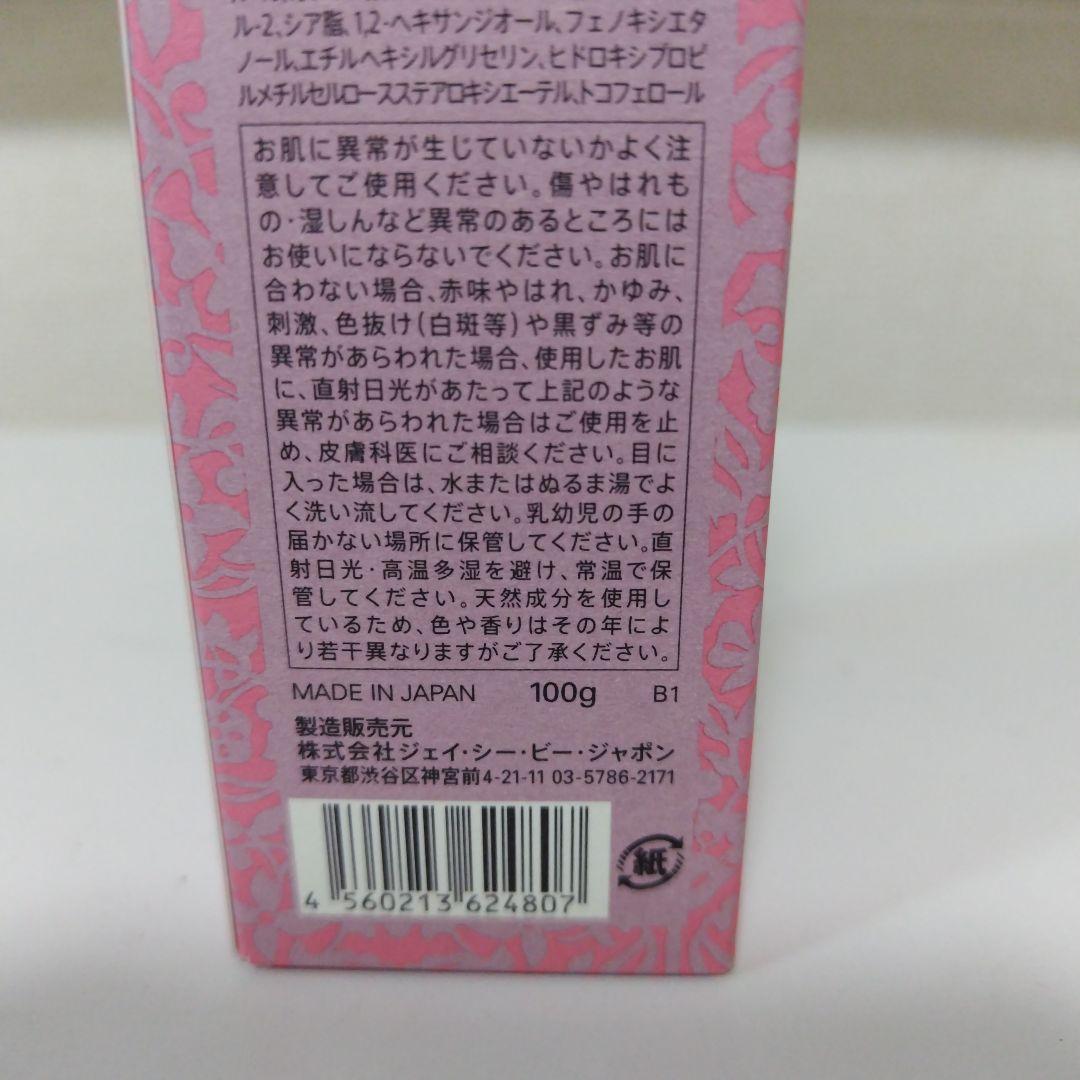 ル-2、シア脂、1,2-ヘキサンジオール、フェノキシエタ
ノール、エチルヘキシルグリセリン、ヒドロキシプロピ
ルメチルセルロースステアロキシエーテル、トコフェロール
お肌に異常が生じていないかよく注
意してご使用ください。傷やはれも
の・湿しんなど異常のあるところには
お使いにならないでください。お肌に
合わない場合、赤味やはれ、かゆみ、
刺激、色抜け(白斑等)や黒ずみ等の
異常があらわれた場合、使用したお肌
に、直射日光があたって上記のような
異常があらわれた場合はご使用を止
め、皮膚科医にご相談ください。目に
入った場合は、水またはぬるま湯でよ
く洗い流してください。乳幼児の手の
届かない場所に保管してください。直
射日光・高温多湿を避け、常温で保
管してください。天然成分を使用し
ているため、色や香りはその年によ
り若干異なりますがご了承ください。
MADE IN JAPAN 100g B1
製造販売元
株式会社ジェイ・シー・ビー・ジャポン
東京都渋谷区神宮前4-21-11 03-5786-2171
紙
4 560213 624807